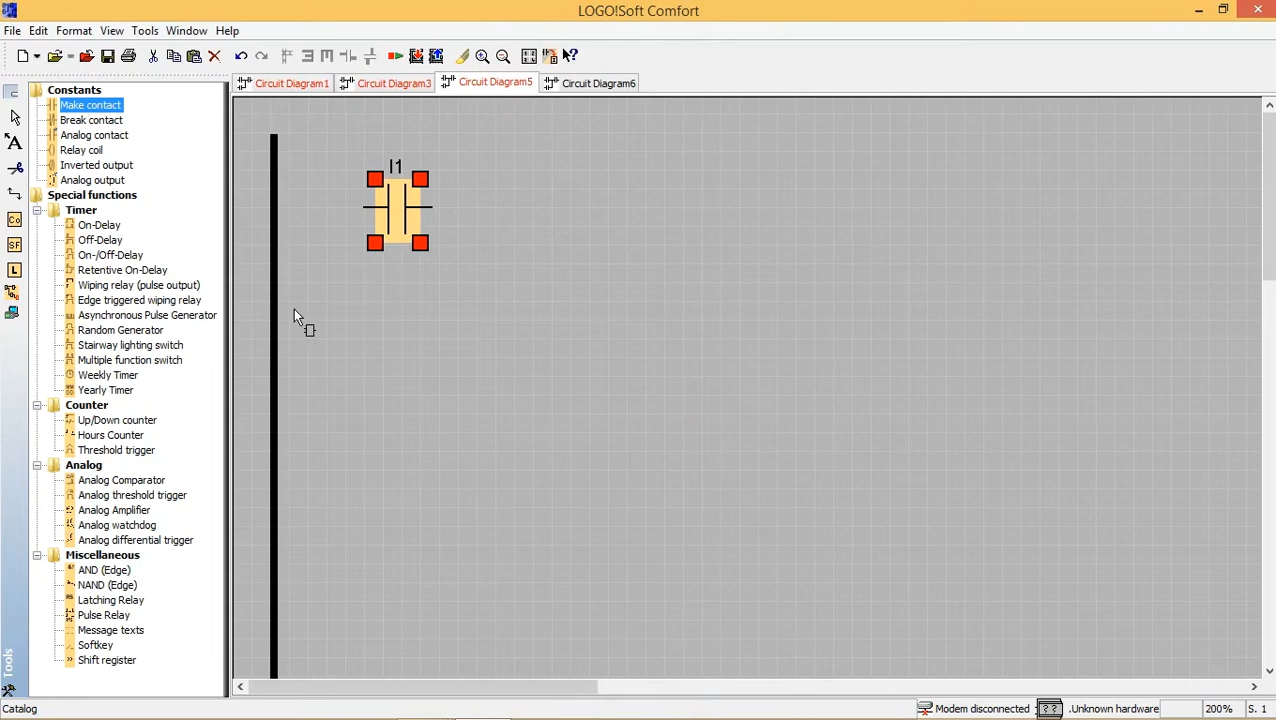 LOGO!Soft Comfort
File Edit Format View Tools Window Help
Circuit Diagram1 Circuit Diagram3 Circuit Diagram5 Circuit Diagram6
Constants
Make contact
Break contact
Analog contact
Relay coil
Inverted output
Analog output
Special functions
Timer
On-Delay
Off-Delay
On-/Off-Delay
Retentive On-Delay
Wiping relay (pulse output)
Edge triggered wiping relay
Asynchronous Pulse Generator
Random Generator
Stairway lighting switch
Multiple function switch
Weekly Timer
Yearly Timer
Counter
Up/Down counter
Hours Counter
Threshold trigger
Analog
Analog Comparator
Analog threshold trigger
Analog Amplifier
Analog watchdog
Analog differential trigger
Miscellaneous
AND (Edge)
NAND (Edge)
Latching Relay
Pulse Relay
Message texts
Softkey
Shift register
A
Co
SF
L
Tools
I1
Catalog
Modem disconnected
? ?
.Unknown hardware
200%
S. 1